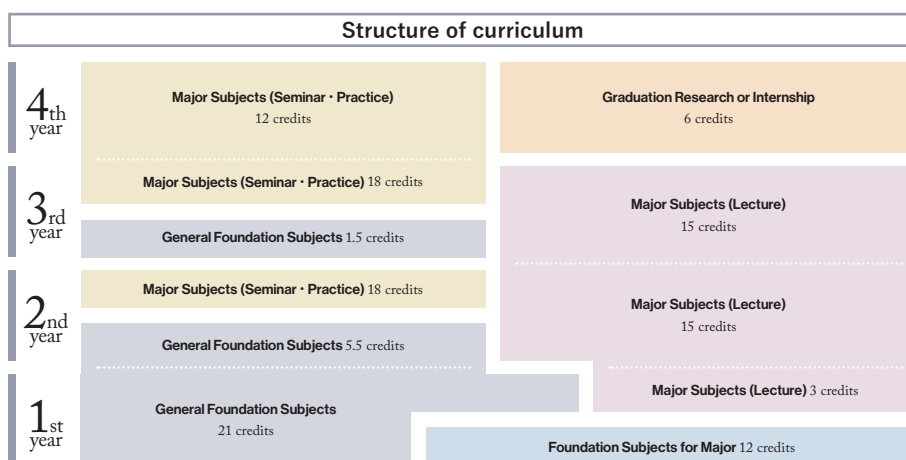 Structure of curriculum
4th
year
Major Subjects (Seminar・Practice)
12 credits
Graduation Research or Internship
6 credits
Major Subjects (Seminar・Practice) 18 credits
3rd
year
Major Subjects (Lecture)
15 credits
General Foundation Subjects 1.5 credits
Major Subjects (Seminar・Practice) 18 credits
2nd
year
Major Subjects (Lecture)
15 credits
General Foundation Subjects 5.5 credits
Major Subjects (Lecture) 3 credits
1st
year
General Foundation Subjects
21 credits
Foundation Subjects for Major 12 credits